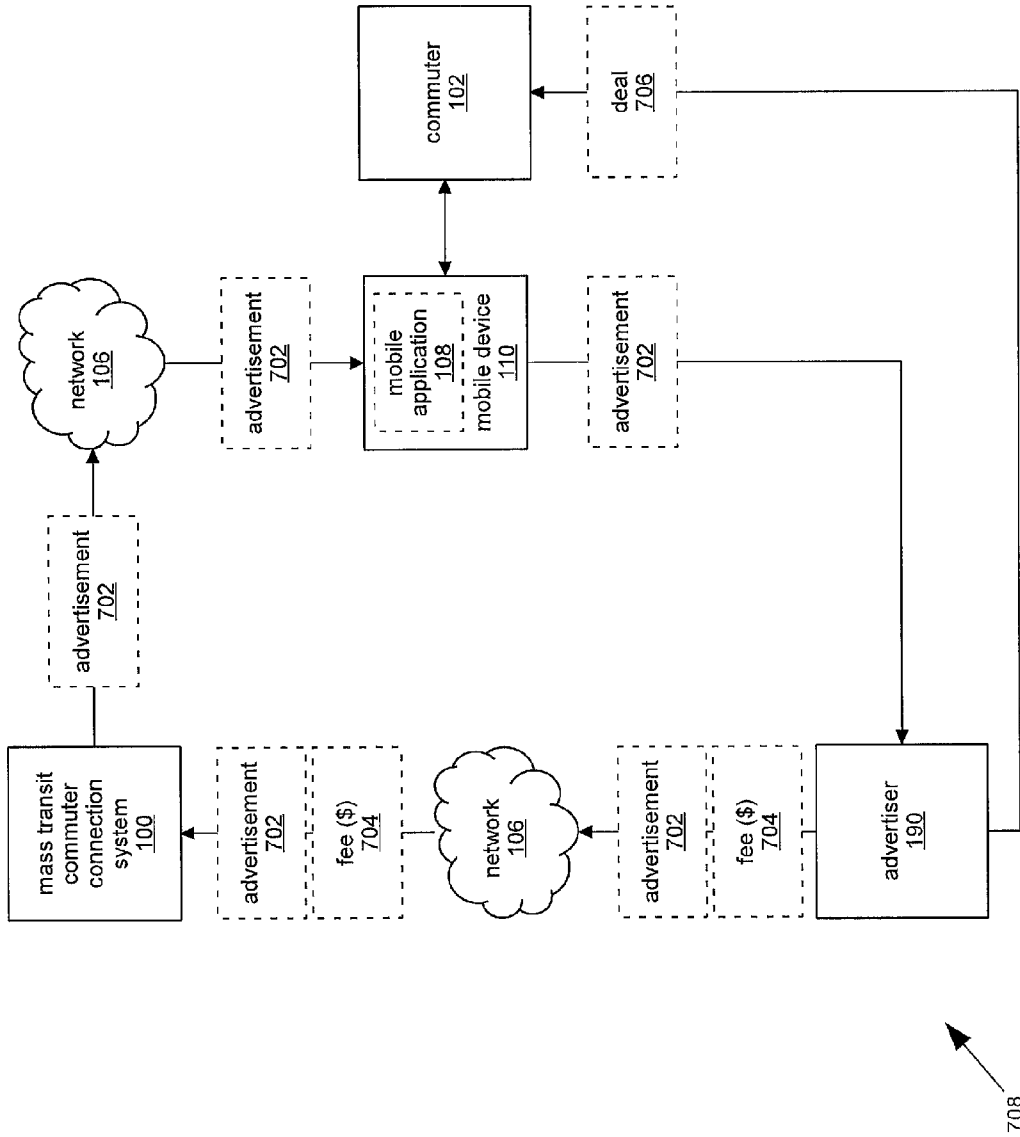 mass transit
commuter
connection
system
100
advertisement
702
network
106
advertisement
702
fee ($)
704
advertisement
702
network
106
mobile
application
108
mobile device
110
commuter
102
advertisement
702
fee ($)
704
advertisement
702
deal
706
advertiser
190
708